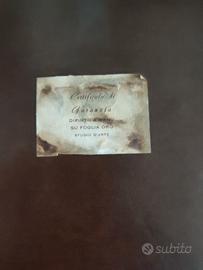 Certificato di
Garanzia
DIPINTO A MANO
SU FOGLIA ORO
STUDIO D'ARTE
subito